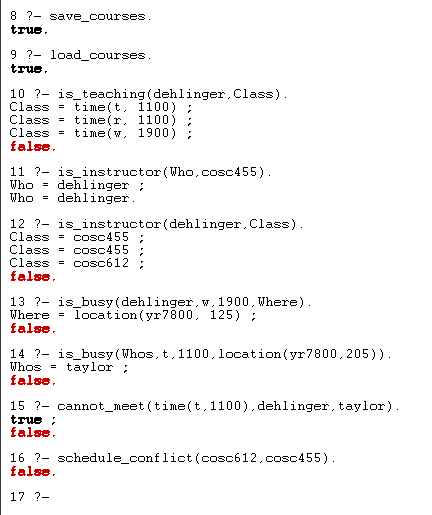 8 ?- save_courses.
true.
9 ?- load_courses.
true.
10 ?- is_teaching(dehlinger,Class).
Class = time(t, 1100) ;
Class = time(r, 1100) ;
Class = time(w, 1900) ;
false.
11 ?- is_instructor(Who,cosc455).
Who = dehlinger ;
Who = dehlinger.
12 ?- is_instructor(dehlinger,Class).
Class = cosc455 ;
Class = cosc455 ;
Class = cosc612 ;
false.
13 ?- is_busy(dehlinger,w,1900,Where).
Where = location(yr7800, 125) ;
false.
14 ?- is_busy(Whos,t,1100,location(yr7800,205)).
Whos = taylor ;
false.
15 ?- cannot_meet(time(t,1100),dehlinger,taylor).
true ;
false.
16 ?- schedule_conflict(cosc612,cosc455).
false.
17 ?-